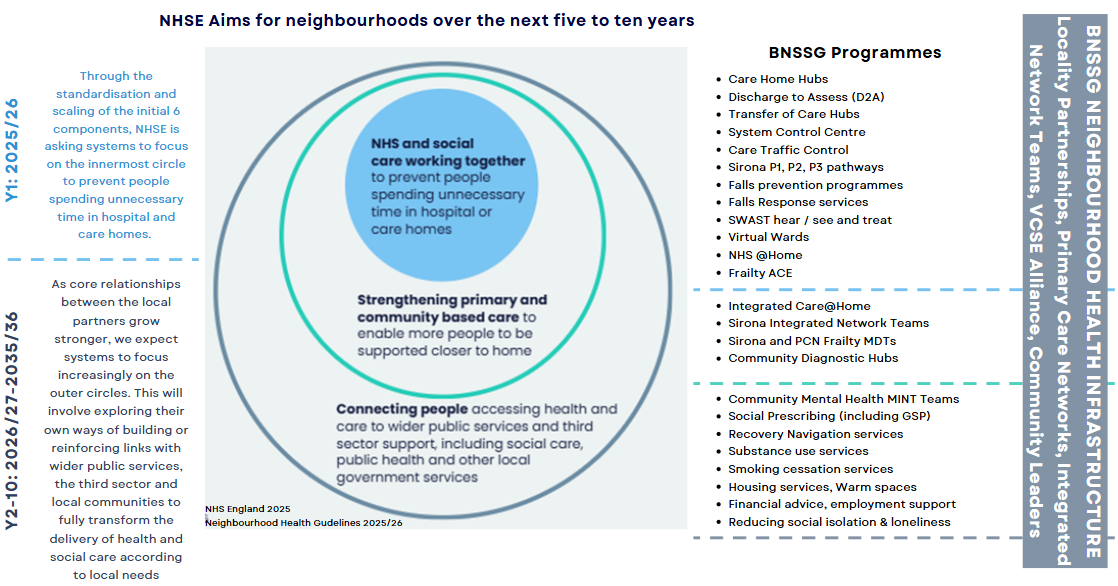 NHSE Aims for neighbourhoods over the next five to ten years
Y1: 2025/26
Through the
standardisation and
scaling of the initial 6
components, NHSE is
asking systems to focus
on the innermost circle
to prevent people
spending unnecessary
time in hospital and
care homes.
Y2-10: 2026/27-2035/36
As core relationships
between the local
partners grow
stronger, we expect
systems to focus
increasingly on the
outer circles. This will
involve exploring their
own ways of building or
reinforcing links with
wider public services,
the third sector and
local communities to
fully transform the
delivery of health and
social care according
to local needs
NHS and social
care working together
to prevent people
spending unnecessary
time in hospital or
care homes
Strengthening primary and
community based care to
enable more people to be
supported closer to home
Connecting people accessing health and
care to wider public services and third
sector support, including social care,
public health and other local
government services
NHS England 2025
Neighbourhood Health Gudelines 2025/26
BNSSG Programmes
• Care Home Hubs
• Discharge to Assess (D2A)
• Transfer of Care Hubs
• System Control Centre
• Care Traffic Control
• Sirona P1, P2, P3 pathways
• Falls prevention programmes
• Falls Response services
• SWAST hear / see and treat
• Virtual Wards
• NHS @Home
• Frailty ACE
• Integrated Care@Home
• Sirona Integrated Network Teams
• Sirona and PCN Frailty MDTs
• Community Diagnostic Hubs
• Community Mental Health MINT Teams
• Social Prescribing (including GSP)
• Recovery Navigation services
• Substance use services
• Smoking cessation services
• Housing services, Warm spaces
• Financial advice, employment support
• Reducing social isolation & loneliness
BNSSG NEIGHBOURHOOD HEALTH INFRASTRUCTURE
Locality Partnerships, Primary Care Networks, Integrated
Network Teams, VCSE Alliance, Community Leaders